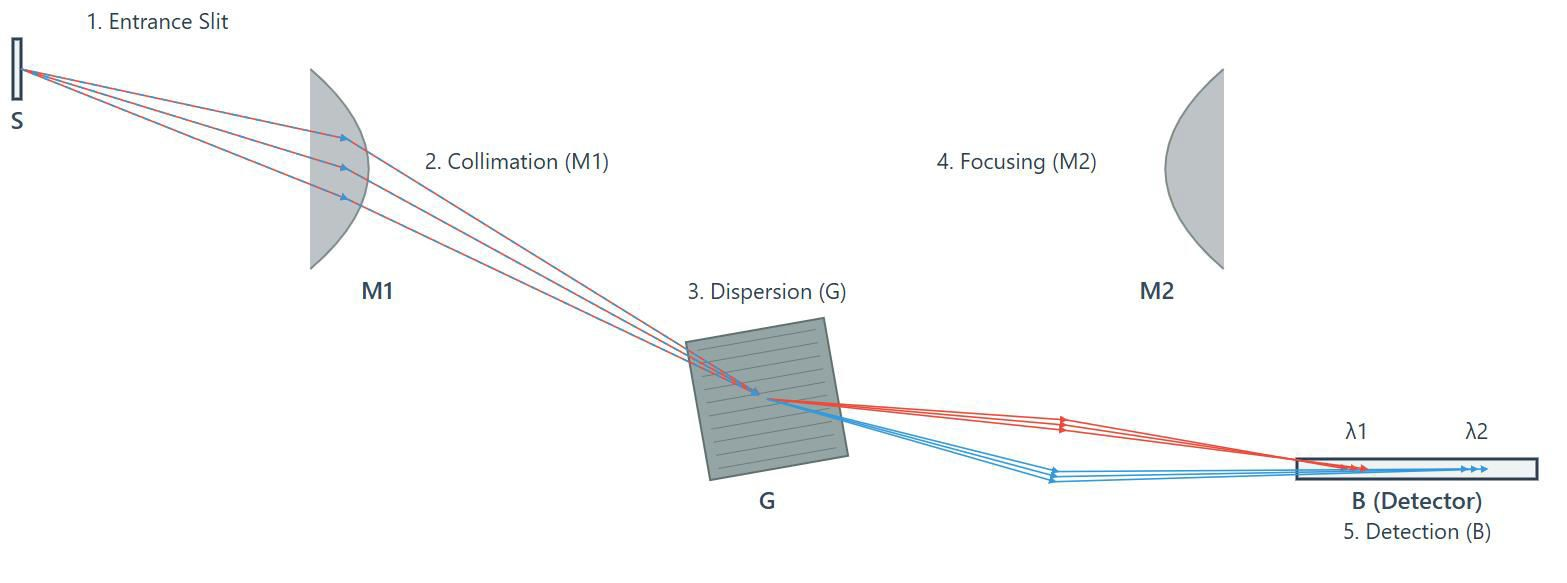 1. Entrance Slit
S
2. Collimation (M1)
4. Focusing (M2)
M1
3. Dispersion (G)
M2
λ1
λ2
G
B (Detector)
5. Detection (B)